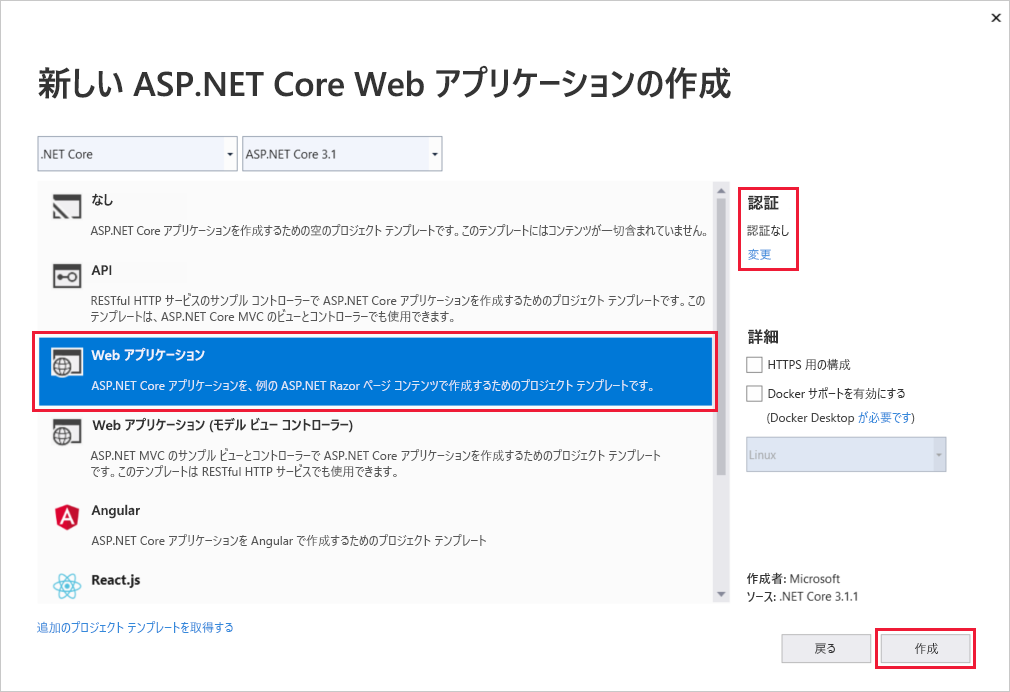 新しい ASP.NET Core Web アプリケーションの作成
.NET Core
ASP.NET Core 3.1
なし
ASP.NET Core アプリケーションを作成するための空のプロジェクト テンプレートです。このテンプレートにはコンテンツが一切含まれていません。
API
RESTful HTTP サービスのサンプル コントローラーで ASP.NET Core アプリケーションを作成するためのプロジェクト テンプレートです。この
テンプレートは、ASP.NET Core MVC のビューとコントローラーでも使用できます。
Web アプリケーション
ASP.NET Core アプリケーションを、例の ASP.NET Razor ページ コンテンツで作成するためのプロジェクト テンプレートです。
Web アプリケーション (モデル ビュー コントローラー)
ASP.NET MVC のサンプル ビューとコントローラーで ASP.NET Core アプリケーションを作成するためのプロジェクト テンプレート
です。このテンプレートは RESTful HTTP サービスでも使用できます。
Angular
ASP.NET Core アプリケーションを Angular で作成するためのプロジェクト テンプレート
React.js
追加のプロジェクト テンプレートを取得する
認証
認証なし
変更
詳細
HTTPS 用の構成
Docker サポートを有効にする
(Docker Desktop が必要です)
Linux
作成者: Microsoft
ソース: .NET Core 3.1.1
戻る
作成